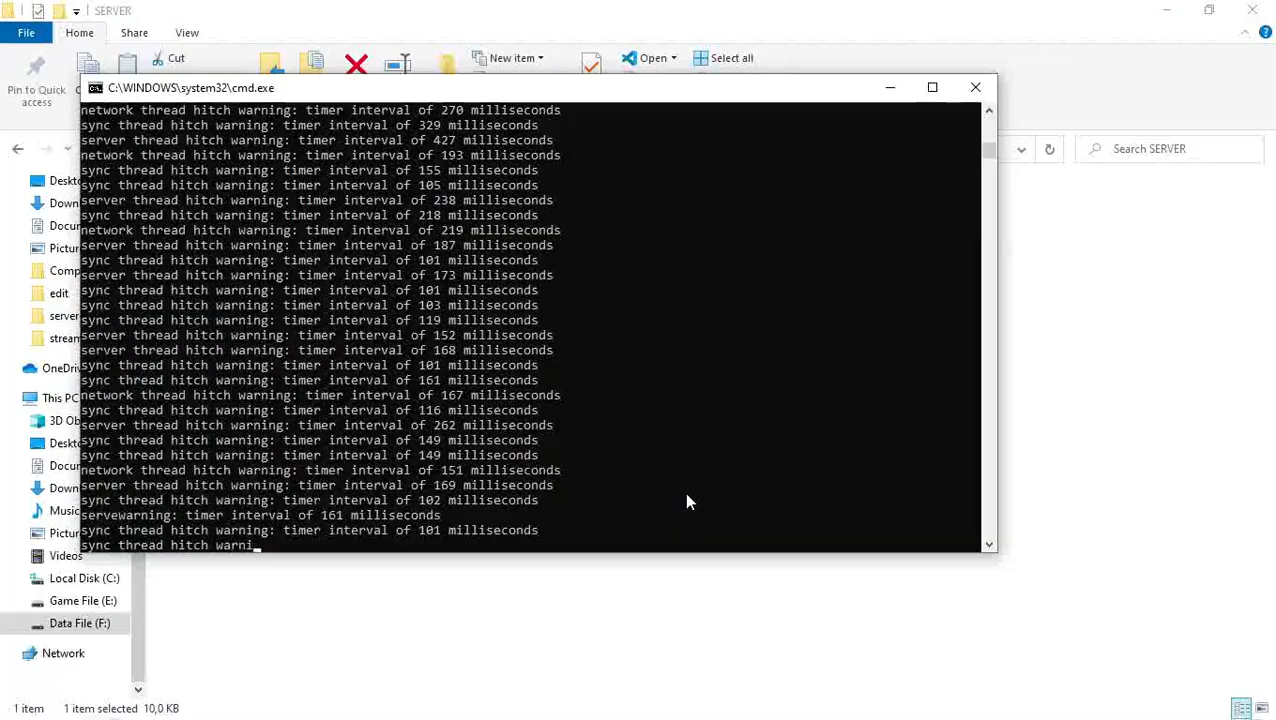 SERVER
File
Home
Share
View
Cut
New item
Open
Select all
Pin to Quick
access
C:\WINDOWS\system32\cmd.exe
Search SERVER
network thread hitch warning: timer interval of 270 milliseconds
sync thread hitch warning: timer interval of 329 milliseconds
server thread hitch warning: timer interval of 427 milliseconds
network thread hitch warning: timer interval of 193 milliseconds
sync thread hitch warning: timer interval of 155 milliseconds
sync thread hitch warning: timer interval of 105 milliseconds
server thread hitch warning: timer interval of 238 milliseconds
sync thread hitch warning: timer interval of 218 milliseconds
network thread hitch warning: timer interval of 219 milliseconds
server thread hitch warning: timer interval of 187 milliseconds
sync thread hitch warning: timer interval of 101 milliseconds
server thread hitch warning: timer interval of 173 milliseconds
sync thread hitch warning: timer interval of 101 milliseconds
sync thread hitch warning: timer interval of 103 milliseconds
sync thread hitch warning: timer interval of 119 milliseconds
server thread hitch warning: timer interval of 152 milliseconds
server thread hitch warning: timer interval of 168 milliseconds
sync thread hitch warning: timer interval of 101 milliseconds
sync thread hitch warning: timer interval of 161 milliseconds
network thread hitch warning: timer interval of 167 milliseconds
sync thread hitch warning: timer interval of 116 milliseconds
server thread hitch warning: timer interval of 262 milliseconds
sync thread hitch warning: timer interval of 149 milliseconds
sync thread hitch warning: timer interval of 149 milliseconds
network thread hitch warning: timer interval of 151 milliseconds
server thread hitch warning: timer interval of 169 milliseconds
sync thread hitch warning: timer interval of 102 milliseconds
servewarning: timer interval of 161 milliseconds
sync thread hitch warning: timer interval of 101 milliseconds
sync thread hitch warni
Deskto
Down
Docu
Pictur
Comp
edit
server
stream
OneDriv
This PC
3D Ob
Deskto
Docu
Down
Music
Pictur
Videos
Local Disk (C:)
Game File (E:)
Data File (F:)
Network
1 item
1 item selected 10,0 KB